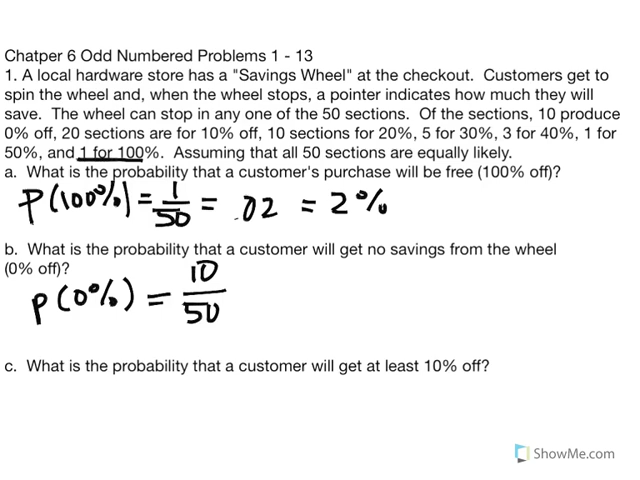 Chatper 6 Odd Numbered Problems 1 - 13
1. A local hardware store has a "Savings Wheel" at the checkout. Customers get to
spin the wheel and, when the wheel stops, a pointer indicates how much they will
save. The wheel can stop in any one of the 50 sections. Of the sections, 10 produce
0% off, 20 sections are for 10% off, 10 sections for 20%, 5 for 30%, 3 for 40%, 1 for
50%, and 1 for 100%. Assuming that all 50 sections are equally likely.
a. What is the probability that a customer's purchase will be free (100% off)?
P(100%) = 1/50 = .02 = 2%
b. What is the probability that a customer will get no savings from the wheel
(0% off)?
P(0%) = 10/50
c. What is the probability that a customer will get at least 10% off?
ShowMe.com